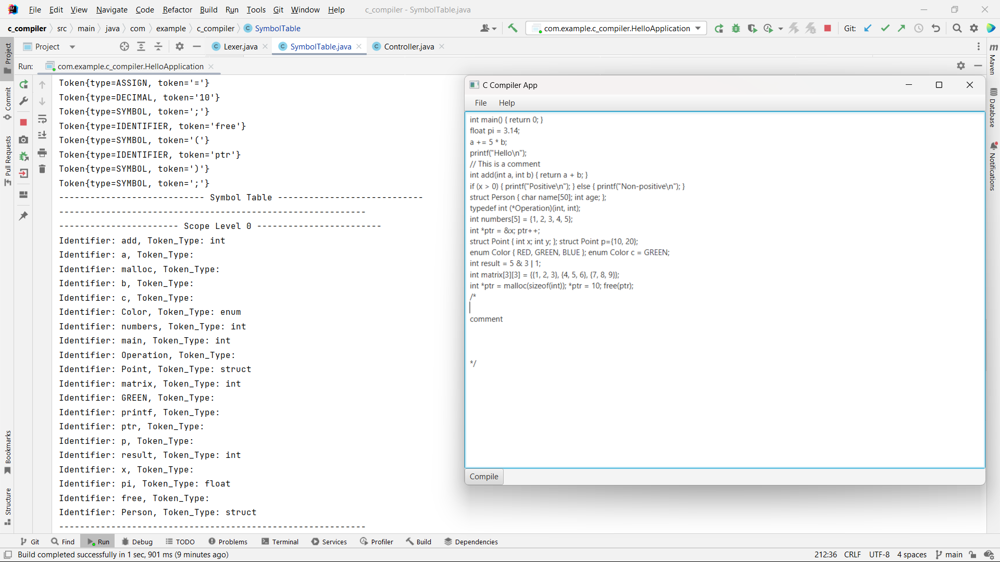 File Edit View Navigate Code Refactor Build Run Tools Git Window Help c_compiler - SymbolTable.java
c_compiler src main java com example c_compiler SymbolTable com.example.c_compiler.HelloApplication Git:
Project Lexer.java SymbolTable.java Controller.java
Run: com.example.c_compiler.HelloApplication
Token{type=ASSIGN, token='='}
Token{type=DECIMAL, token='10'}
Token{type=SYMBOL, token=';'}
Token{type=IDENTIFIER, token='free'}
Token{type=SYMBOL, token='('}
Token{type=IDENTIFIER, token='ptr'}
Token{type=SYMBOL, token=')'}
Token{type=SYMBOL, token=';'}
---------------------------- Symbol Table ----------------------------
-----------------------------------------------------------
----------------------- Scope Level 0 ------------------------
Identifier: add, Token_Type: int
Identifier: a, Token_Type:
Identifier: malloc, Token_Type:
Identifier: b, Token_Type:
Identifier: c, Token_Type:
Identifier: Color, Token_Type: enum
Identifier: numbers, Token_Type: int
Identifier: main, Token_Type: int
Identifier: Operation, Token_Type:
Identifier: Point, Token_Type: struct
Identifier: matrix, Token_Type: int
Identifier: GREEN, Token_Type:
Identifier: printf, Token_Type:
Identifier: ptr, Token_Type:
Identifier: p, Token_Type:
Identifier: result, Token_Type: int
Identifier: x, Token_Type:
Identifier: pi, Token_Type: float
Identifier: free, Token_Type:
Identifier: Person, Token_Type: struct
-----------------------------------------------------------
C Compiler App
File Help
int main() { return 0; }
float pi = 3.14;
a += 5 * b;
printf("Hello\n");
// This is a comment
int add(int a, int b) { return a + b; }
if (x > 0) { printf("Positive\n"); } else { printf("Non-positive\n"); }
struct Person { char name[50]; int age; };
typedef int (*Operation)(int, int);
int numbers[5] = {1, 2, 3, 4, 5};
int *ptr = &x; ptr++;
struct Point { int x; int y; }; struct Point p={10, 20};
enum Color { RED, GREEN, BLUE }; enum Color c = GREEN;
int result = 5 & 3 | 1;
int matrix[3][3] = {{1, 2, 3}, {4, 5, 6}, {7, 8, 9}};
int *ptr = malloc(sizeof(int)); *ptr = 10; free(ptr);
/*
comment
*/
Compile
Project
Commit
Pull Requests
Bookmarks
Structure
m
Maven
Database
Notifications
Git Find Run Debug TODO Problems Terminal Services Profiler Build Dependencies
Build completed successfully in 1 sec, 901 ms (9 minutes ago) 212:36 CRLF UTF-8 4 spaces main